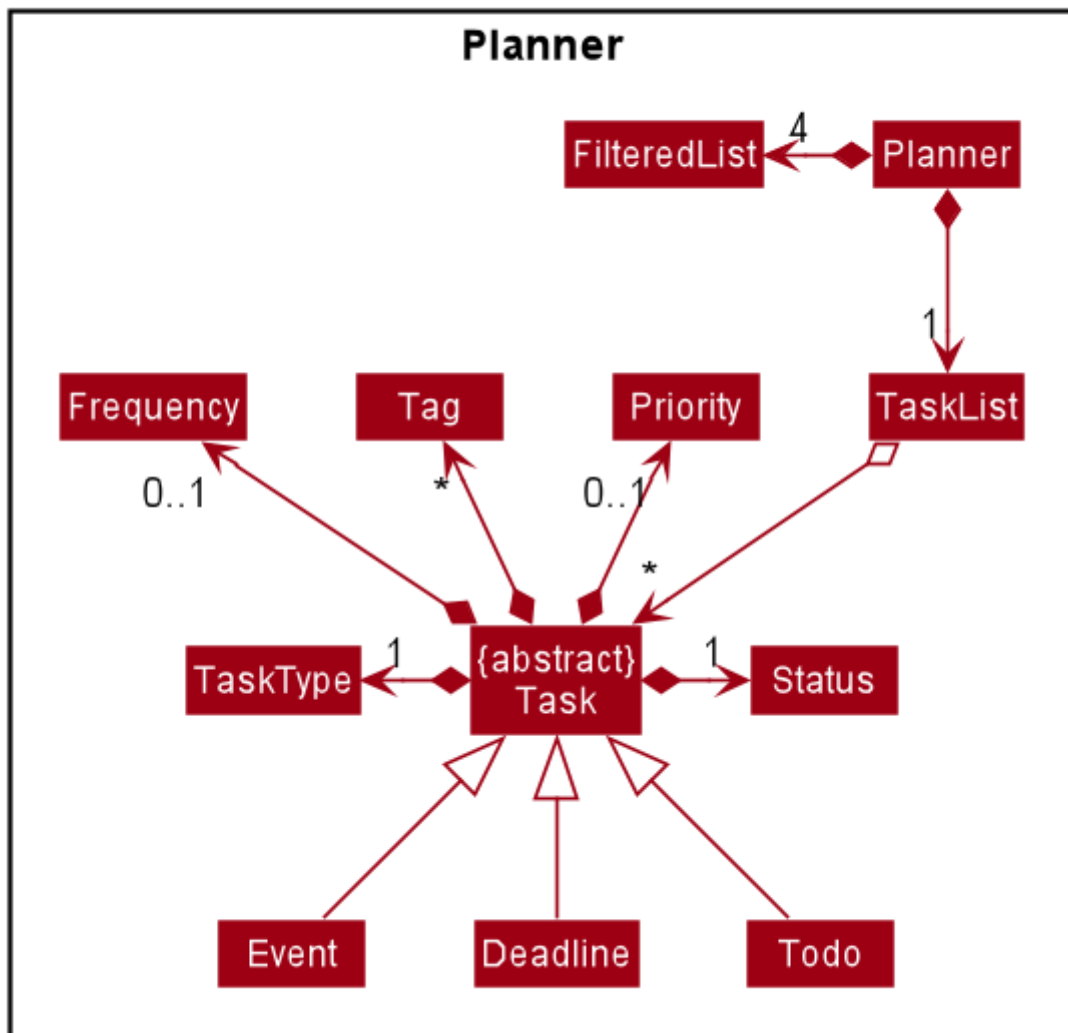 Planner
FilteredList
4
Planner
1
Frequency
Tag
Priority
TaskList
0..1
*
0..1
*
TaskType
1
{abstract}
Task
1
Status
Event
Deadline
Todo